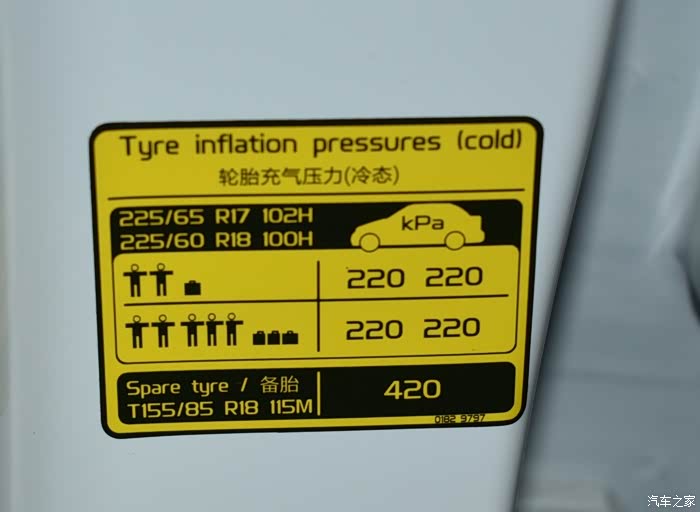 Tyre inflation pressures (cold)
轮胎充气压力(冷态)
225/65 R17 102H
225/60 R18 100H
kPa
220 220
220 220
Spare tyre / 备胎
T155/85 R18 115M
420
0182 9797
汽车之家